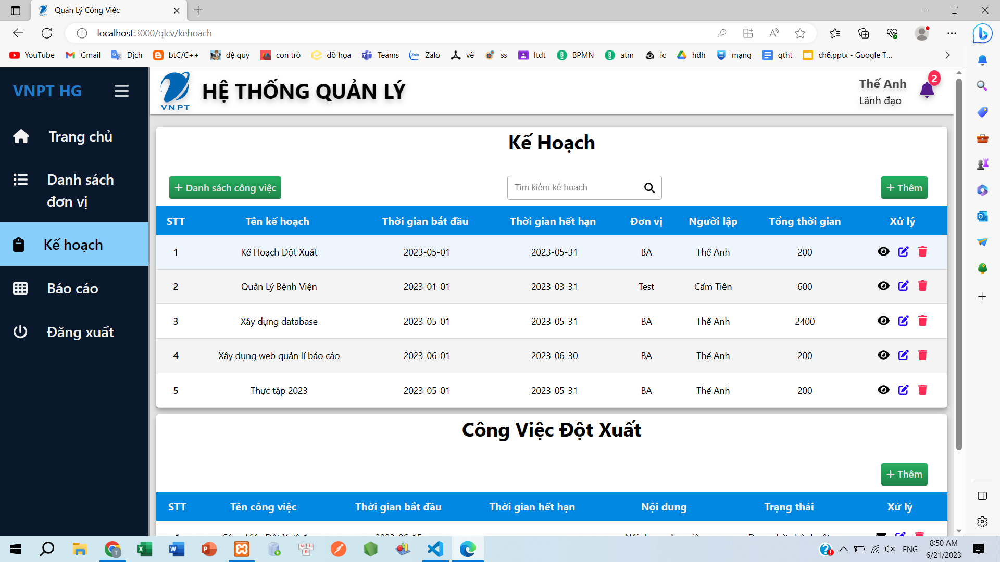 Quản Lý Công Việc
localhost:3000/qlcv/kehoach
YouTube Gmail Dịch btC/C++ đệ quy con trỏ đồ họa Teams Zalo vẽ ss ltdt BPMN atm ic hdh mạng qtht ch6.pptx - Google T...
VNPT HG
VNPT
HỆ THỐNG QUẢN LÝ
Thế Anh
Lãnh đạo
2
Trang chủ
Danh sách
đơn vị
Kế hoạch
Báo cáo
Đăng xuất
Kế Hoạch
+ Danh sách công việc
Tìm kiếm kế hoạch
+ Thêm
STT Tên kế hoạch Thời gian bắt đầu Thời gian hết hạn Đơn vị Người lập Tổng thời gian Xử lý
1 Kế Hoạch Đột Xuất 2023-05-01 2023-05-31 BA Thế Anh 200
2 Quản Lý Bệnh Viện 2023-01-01 2023-03-31 Test Cẩm Tiên 600
3 Xây dựng database 2023-05-01 2023-05-31 BA Thế Anh 2400
4 Xây dụng web quản lí báo cáo 2023-06-01 2023-06-30 BA Thế Anh 200
5 Thực tập 2023 2023-05-01 2023-05-31 BA Thế Anh 200
Công Việc Đột Xuất
+ Thêm
STT Tên công việc Thời gian bắt đầu Thời gian hết hạn Nội dung Trạng thái Xử lý
ENG
8:50 AM
6/21/2023